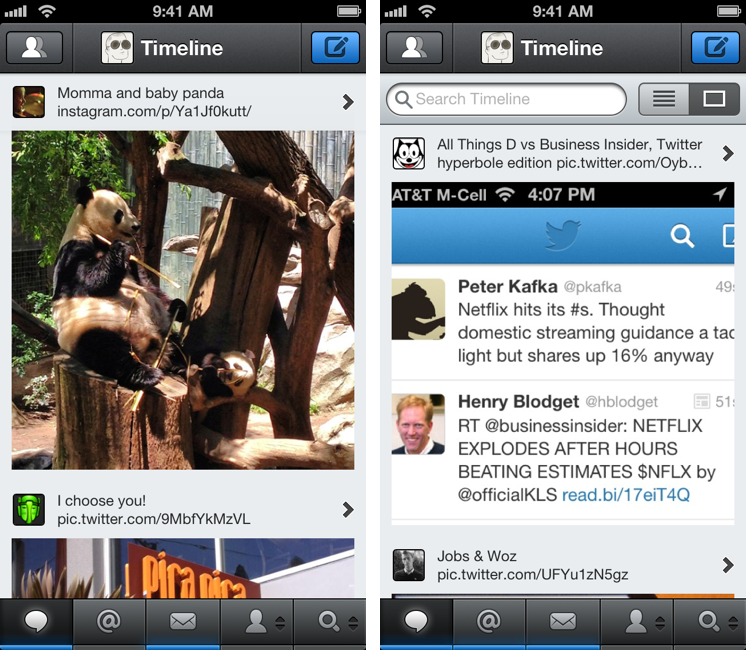 9:41 AM
Timeline
Momma and baby panda
instagram.com/p/Ya1Jf0kutt/
I choose you!
pic.twitter.com/9MbfYkMzVL
pica pica
@
9:41 AM
Timeline
Search Timeline
All Things D vs Business Insider, Twitter
hyperbole edition pic.twitter.com/Oyb...
AT&T M-Cell 4:07 PM
Peter Kafka @pkafka 49s
Netflix hits its #s. Thought
domestic streaming guidance a tad
light but shares up 16% anyway
Henry Blodget @hblodget 51s
RT @businessinsider: NETFLIX
EXPLODES AFTER HOURS
BEATING ESTIMATES $NFLX by
@officialKLS read.bi/17eiT4Q
Jobs & Woz
pic.twitter.com/UFYu1zN5gz
@